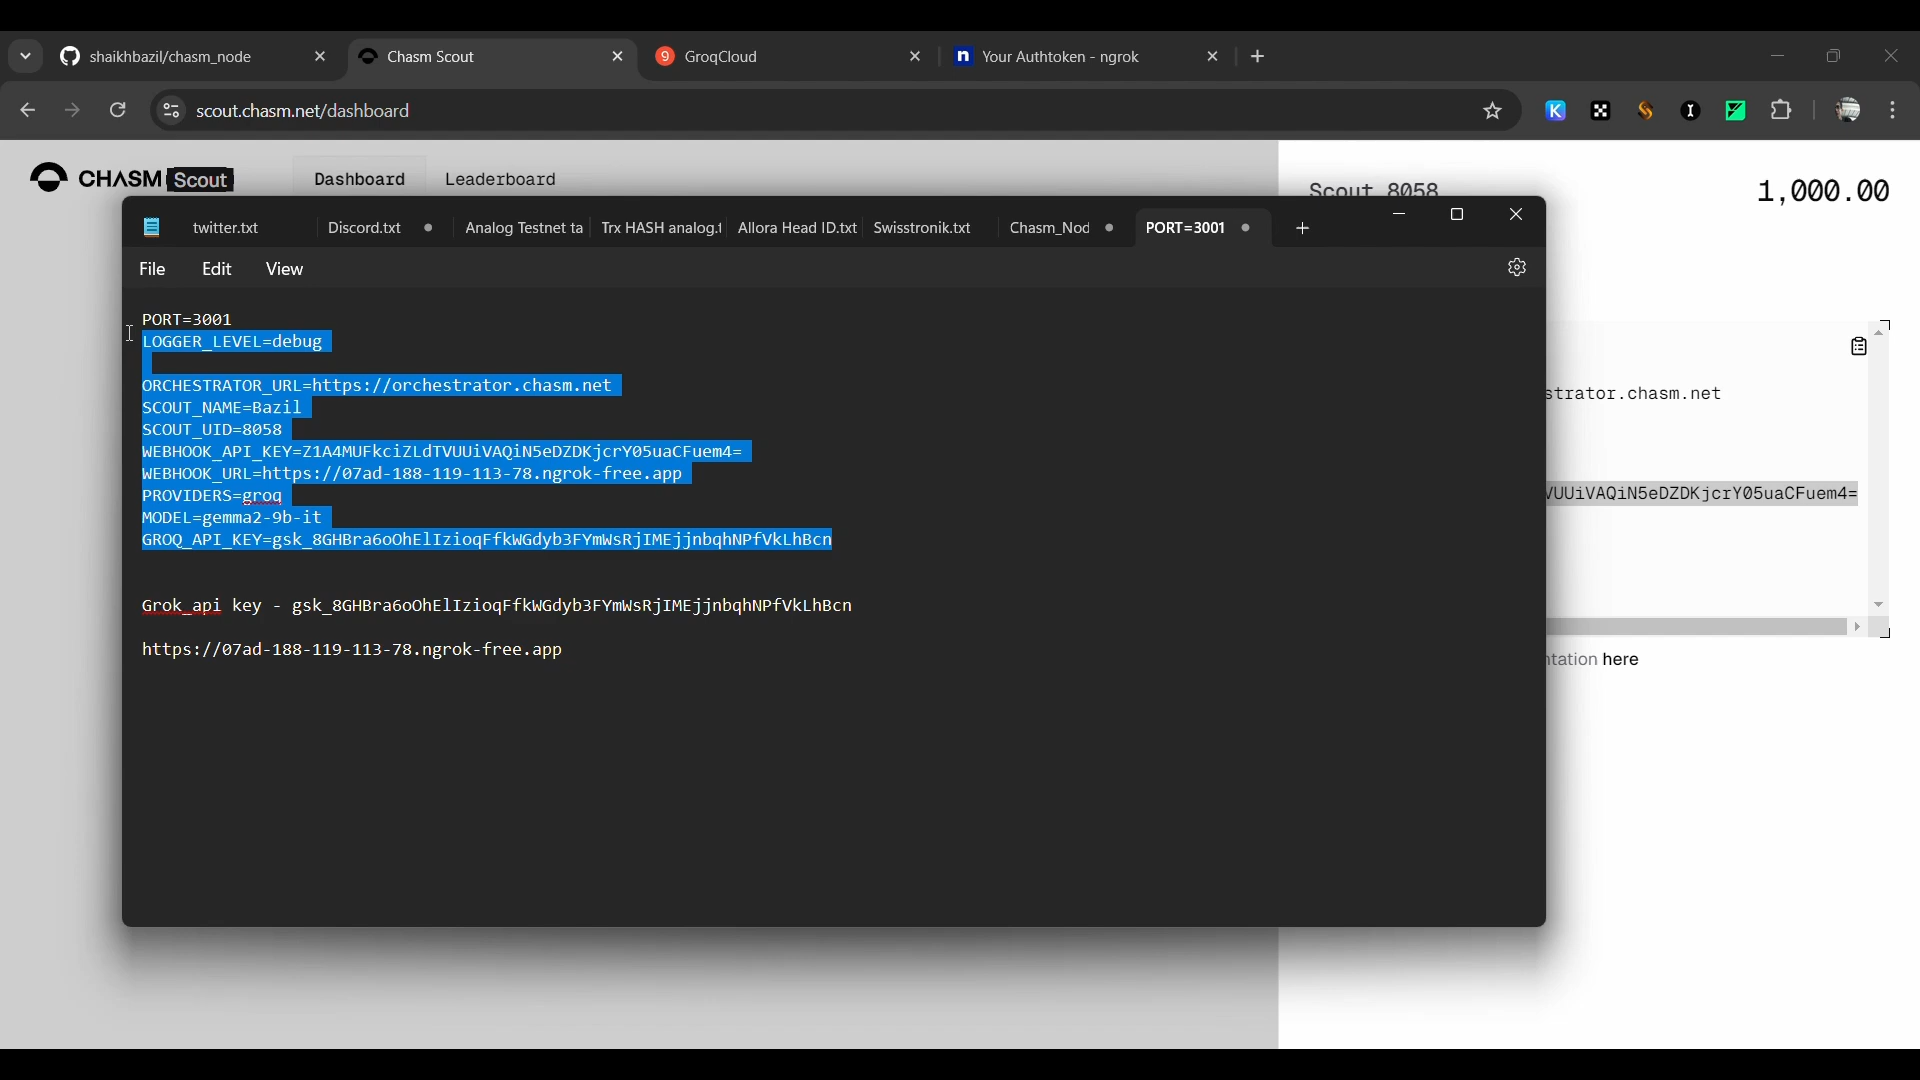 shaikhbazil/chasm_node
Chasm Scout
GroqCloud
Your Authtoken - ngrok
scout.chasm.net/dashboard
CHASM Scout
Dashboard
Leaderboard
Scout 8058
1,000.00
twitter.txt
Discord.txt
Analog Testnet ta
Trx HASH analog.t
Allora Head ID.txt
Swisstronik.txt
Chasm_Nod
PORT=3001
File
Edit
View
PORT=3001
LOGGER_LEVEL=debug
ORCHESTRATOR_URL=https://orchestrator.chasm.net
SCOUT_NAME=Bazil
SCOUT_UID=8058
WEBHOOK_API_KEY=Z1A4MUFkciZLdTVUUiVAQiN5eDZDKjcrY05uaCFuem4=
WEBHOOK_URL=https://07ad-188-119-113-78.ngrok-free.app
PROVIDERS=groq
MODEL=gemma2-9b-it
GROQ_API_KEY=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
Grok_api key - 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
https://07ad-188-119-113-78.ngrok-free.app
strator.chasm.net
VUUiVAQiN5eDZDKjcrY05uaCFuem4=
ntation here